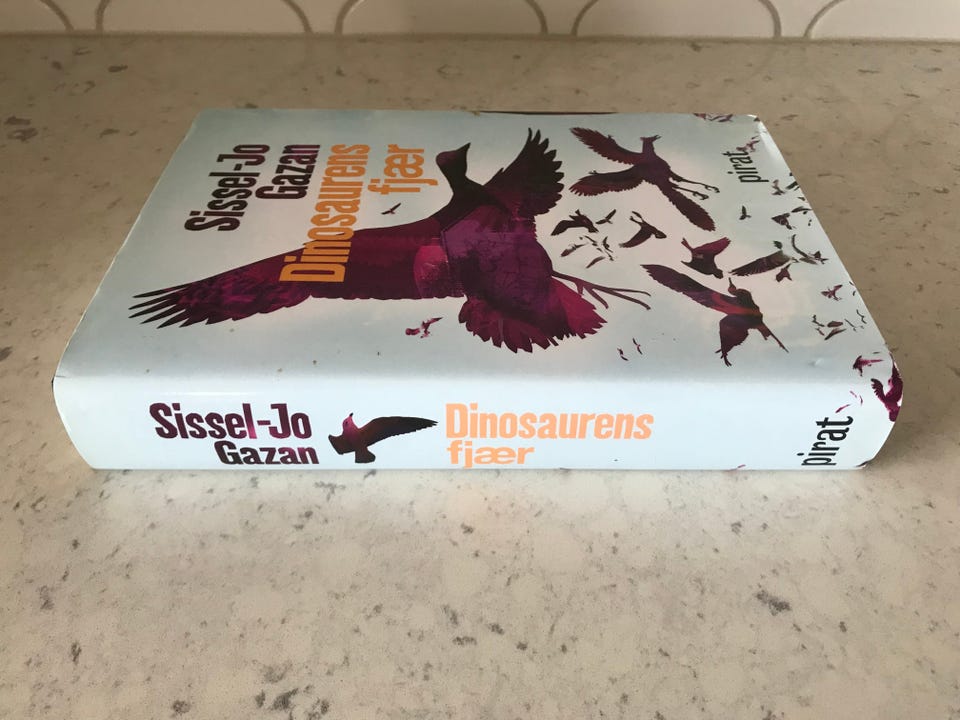 Sissel-Jo
Gazan
Dinosaurens
fjær
pirat
Sissel-Jo
Gazan
Dinosaurens
fjær
pirat